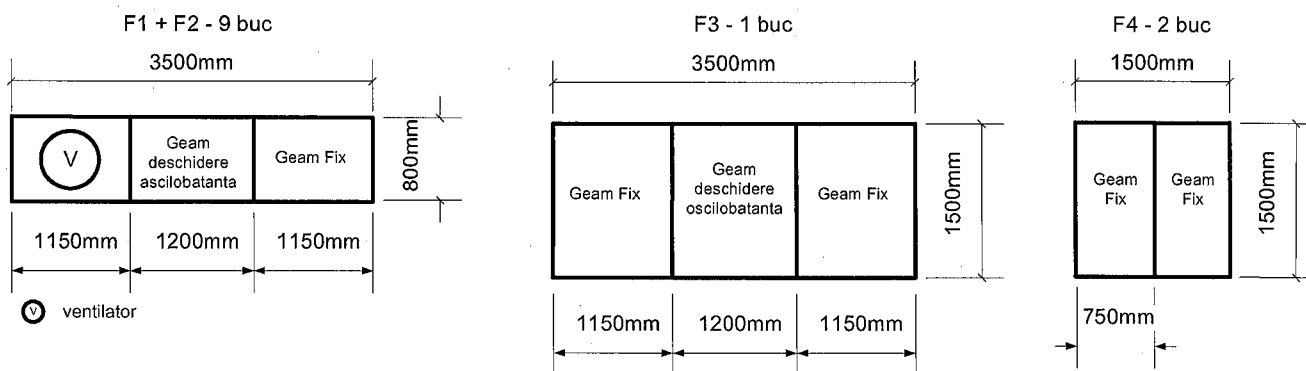 F1 + F2 - 9 buc
3500mm
V
Geam
deschidere
ascilobatanta
Geam Fix
800mm
1150mm
1200mm
1150mm
V
ventilator
F3 - 1 buc
3500mm
Geam Fix
Geam
deschidere
oscilobatanta
Geam Fix
1500mm
1150mm
1200mm
1150mm
F4 - 2 buc
1500mm
Geam
Fix
Geam
Fix
1500mm
750mm